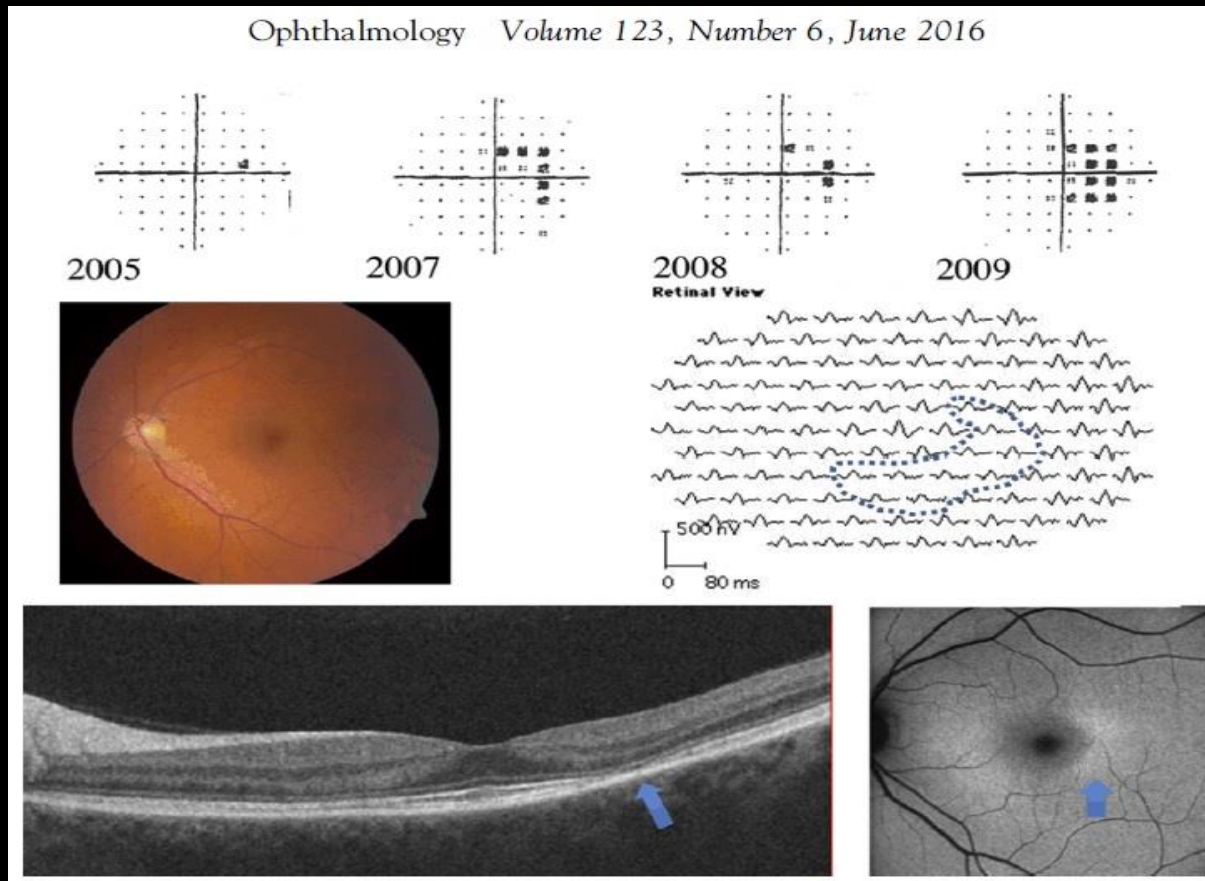 Ophthalmology Volume 123, Number 6, June 2016
2005
2007
2008
2009
Retinal View
500 nV
0 80 ms